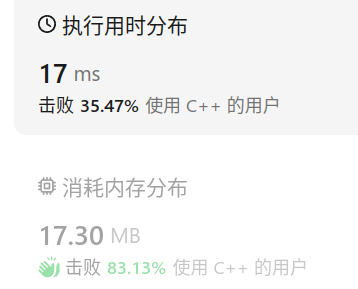 执行用时分布
17 ms
击败 35.47% 使用 C++ 的用户
消耗内存分布
17.30 MB
击败 83.13% 使用 C++ 的用户